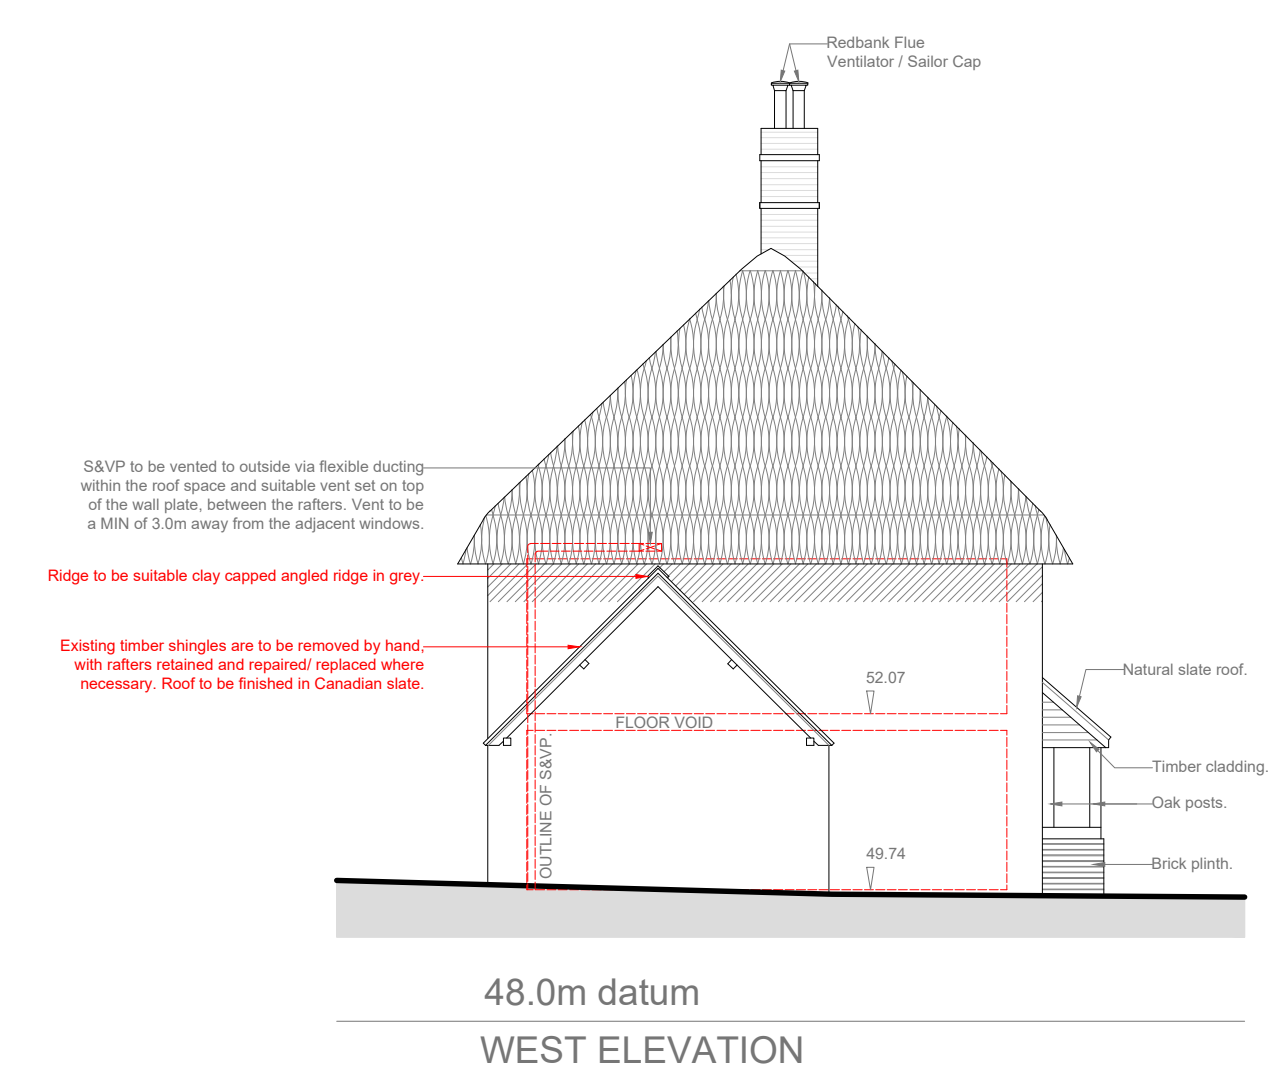 Redbank Flue
Ventilator / Sailor Cap
S&VP to be vented to outside via flexible ducting
within the roof space and suitable vent set on top
of the wall plate, between the rafters. Vent to be
a MIN of 3.0m away from the adjacent windows.
Ridge to be suitable clay capped angled ridge in grey.
Existing timber shingles are to be removed by hand,
with rafters retained and repaired/ replaced where
necessary. Roof to be finished in Canadian slate.
52.07
Natural slate roof.
FLOOR VOID
OUTLINE OF S&VP.
Timber cladding.
Oak posts.
49.74
Brick plinth.
48.0m datum
WEST ELEVATION